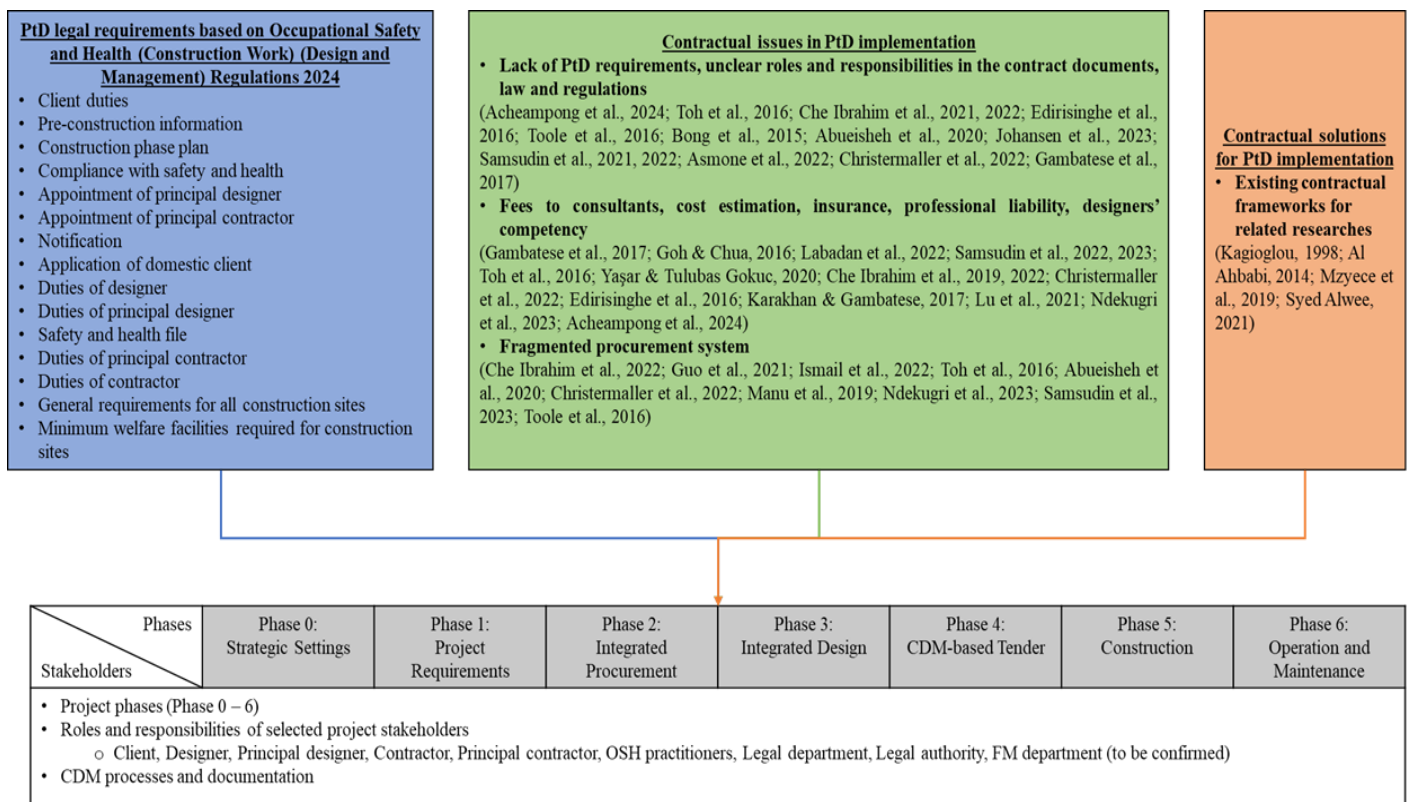 PtD legal requirements based on Occupational Safety
and Health (Construction Work) (Design and
Management) Regulations 2024
• Client duties
• Pre-construction information
• Construction phase plan
• Compliance with safety and health
• Appointment of principal designer
• Appointment of principal contractor
• Notification
• Application of domestic client
• Duties of designer
• Duties of principal designer
• Safety and health file
• Duties of principal contractor
• Duties of contractor
• General requirements for all construction sites
• Minimum welfare facilities required for construction
sites
Contractual issues in PtD implementation
• Lack of PtD requirements, unclear roles and responsibilities in the contract documents,
law and regulations
(Acheampong et al., 2024; Toh et al., 2016; Che Ibrahim et al., 2021, 2022; Edirisinghe et al.,
2016; Toole et al., 2016; Bong et al., 2015; Abueisheh et al., 2020; Johansen et al., 2023;
Samsudin et al., 2021, 2022; Asmone et al., 2022; Christermaller et al., 2022; Gambatese et al.,
2017)
• Fees to consultants, cost estimation, insurance, professional liability, designers’
competency
(Gambatese et al., 2017; Goh & Chua, 2016; Labadan et al., 2022; Samsudin et al., 2022, 2023;
Toh et al., 2016; Yaşar & Tulubas Gokuc, 2020; Che Ibrahim et al., 2019, 2022; Christermaller
et al., 2022; Edirisinghe et al., 2016; Karakhan & Gambatese, 2017; Lu et al., 2021; Ndekugri
et al., 2023; Acheampong et al., 2024)
• Fragmented procurement system
(Che Ibrahim et al., 2022; Guo et al., 2021; Ismail et al., 2022; Toh et al., 2016; Abueisheh et
al., 2020; Christermaller et al., 2022; Manu et al., 2019; Ndekugri et al., 2023; Samsudin et al.,
2023; Toole et al., 2016)
Contractual solutions
for PtD implementation
• Existing contractual
frameworks for
related researches
(Kagioglou, 1998; Al
Ahbabi, 2014; Mzyece et
al., 2019; Syed Alwee,
2021)
Phases
Stakeholders
Phase 0:
Strategic Settings
Phase 1:
Project
Requirements
Phase 2:
Integrated
Procurement
Phase 3:
Integrated Design
Phase 4:
CDM-based Tender
Phase 5:
Construction
Phase 6:
Operation and
Maintenance
• Project phases (Phase 0 – 6)
• Roles and responsibilities of selected project stakeholders
o Client, Designer, Principal designer, Contractor, Principal contractor, OSH practitioners, Legal department, Legal authority, FM department (to be confirmed)
• CDM processes and documentation